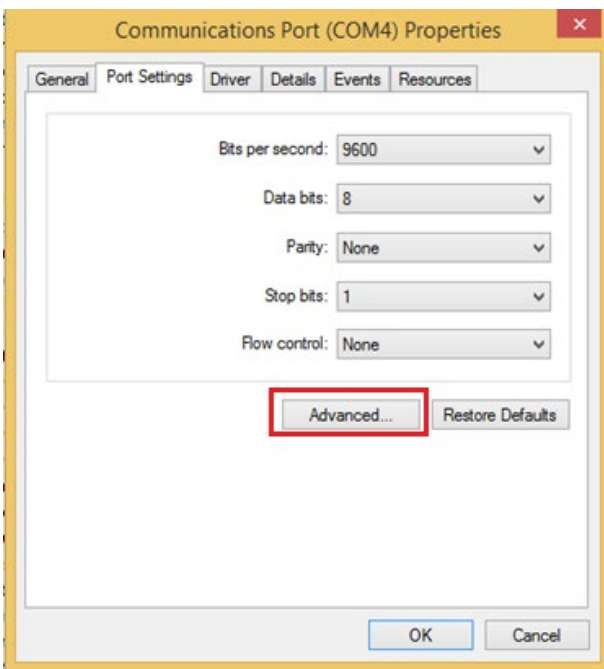 Communications Port (COM4) Properties
General Port Settings Driver Details Events Resources
Bits per second: 9600
Data bits: 8
Parity: None
Stop bits: 1
Flow control: None
Advanced... Restore Defaults
OK Cancel